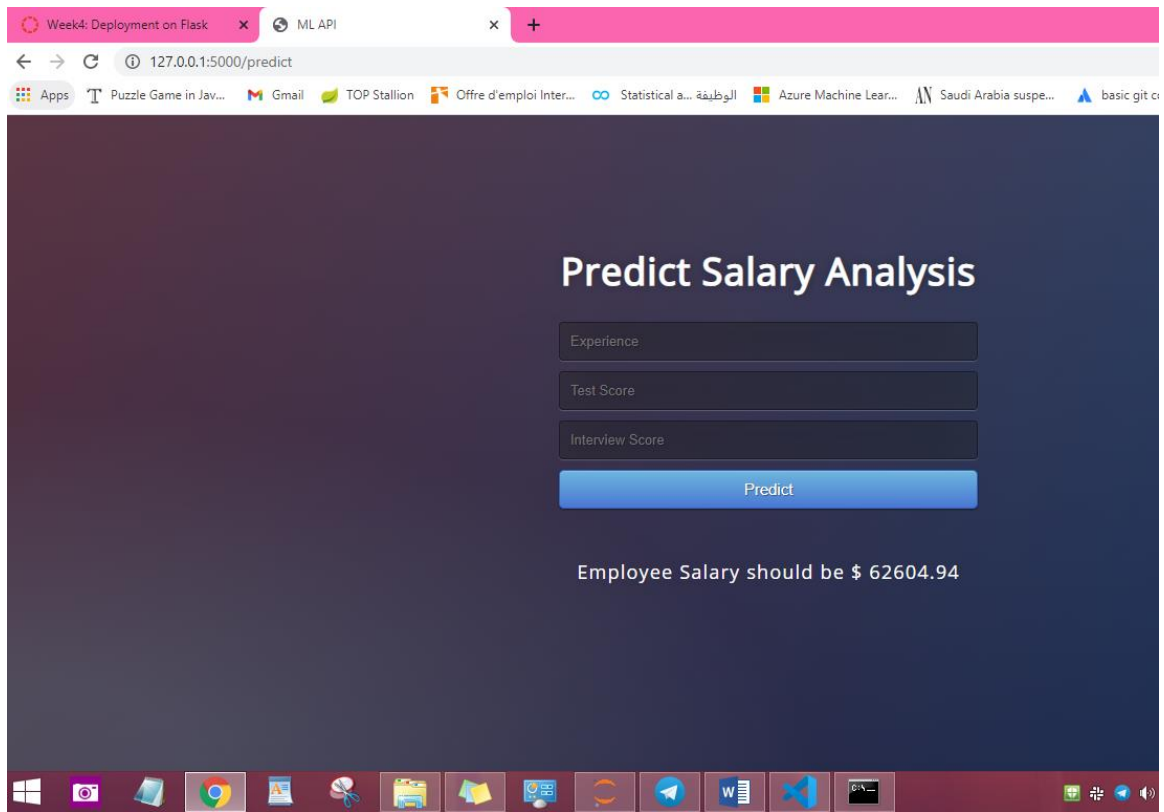 Week4: Deployment on Flask
ML API
127.0.0.1:5000/predict
Apps
Puzzle Game in Jav...
Gmail
TOP Stallion
Offre d'emploi Inter...
Statistical a... الوظيفة
Azure Machine Lear...
Saudi Arabia suspe...
basic git co
Predict Salary Analysis
Experience
Test Score
Interview Score
Predict
Employee Salary should be $ 62604.94